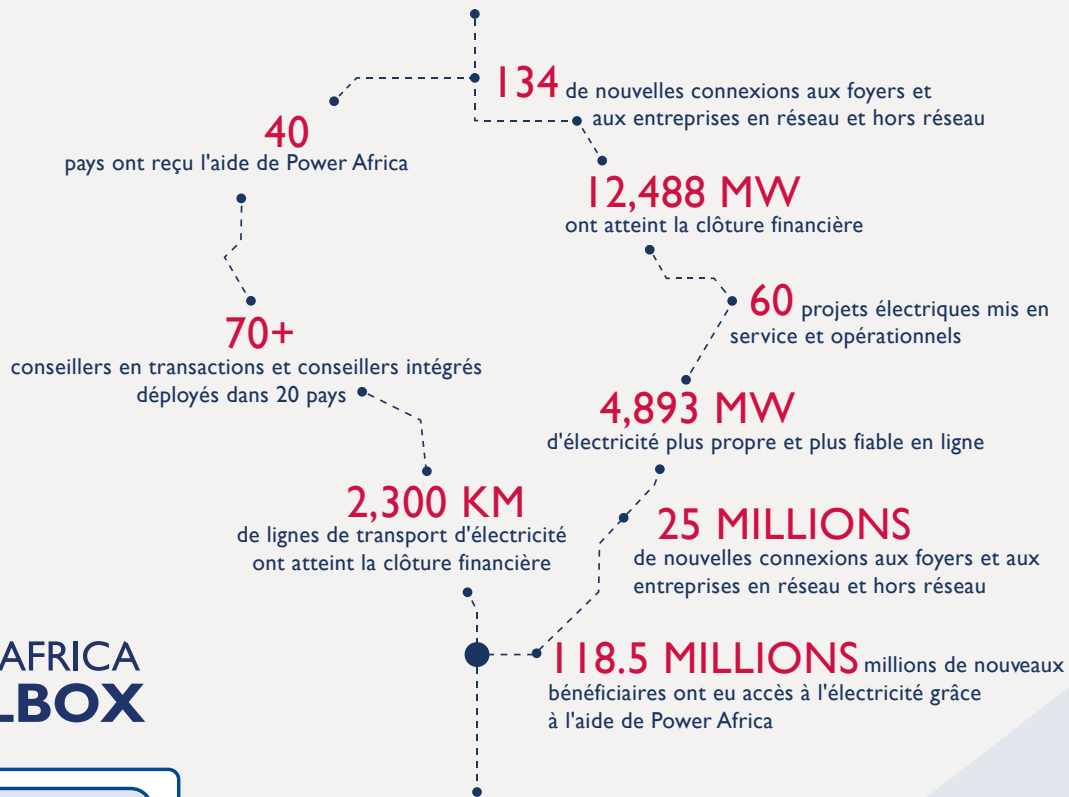 134 de nouvelles connexions aux foyers et
aux entreprises en réseau et hors réseau
40
pays ont reçu l'aide de Power Africa
12,488 MW
ont atteint la clôture financière
60 projets électriques mis en
service et opérationnels
70+
conseillers en transactions et conseillers intégrés
déployés dans 20 pays
4,893 MW
d'électricité plus propre et plus fiable en ligne
2,300 KM
de lignes de transport d'électricité
ont atteint la clôture financière
25 MILLIONS
de nouvelles connexions aux foyers et aux
entreprises en réseau et hors réseau
118.5 MILLIONS millions de nouveaux
bénéficiaires ont eu accès à l'électricité grâce
à l'aide de Power Africa
AFRICA
LBOX